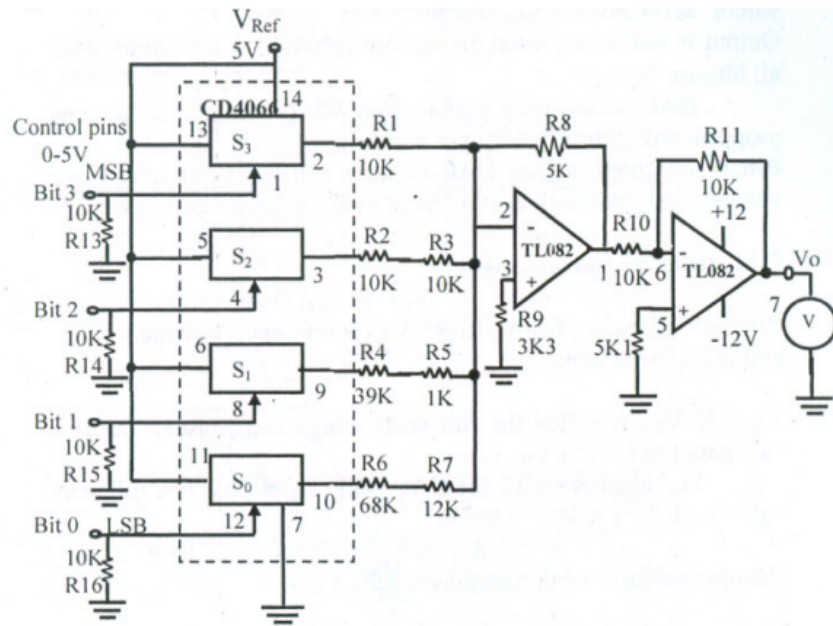 V Ref
5V
CD4066
14
Control pins
0-5V
13
S3
2
R1
10K
R8
5K
R11
10K
MSB
Bit 3
1
10K
R13
5
S2
3
R2
10K
R3
10K
2
-
TL082
1
R10
10K
6
-
+12
TL082
Vo
7
V
3
+
R9
3K3
5
+
5K1
-12V
4
Bit 2
10K
R14
6
S1
9
R4
39K
R5
1K
8
Bit 1
10K
R15
11
S0
10
R6
68K
R7
12K
12
7
Bit 0
LSB
10K
R16
all